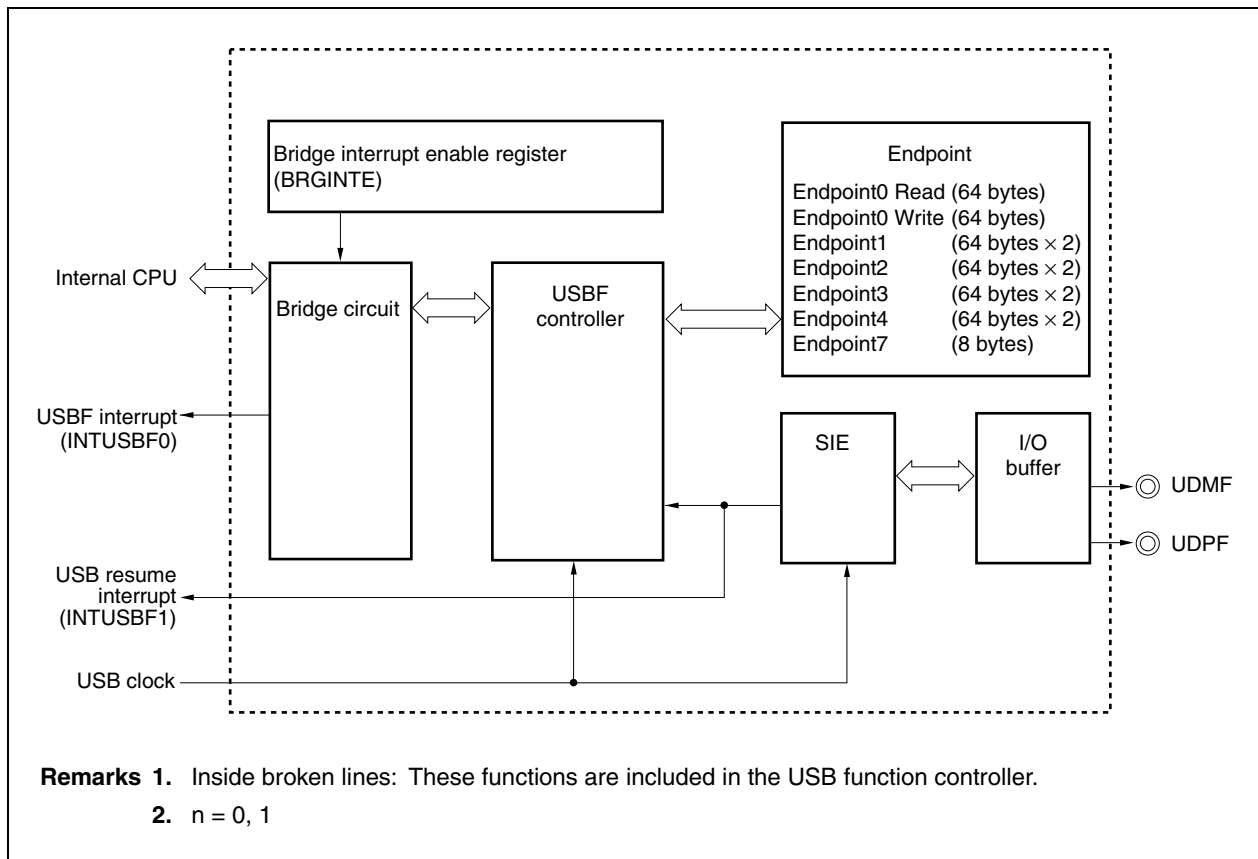 Bridge interrupt enable register
(BRGINTE)
Endpoint
Endpoint0 Read (64 bytes)
Endpoint0 Write (64 bytes)
Endpoint1 (64 bytes × 2)
Endpoint2 (64 bytes × 2)
Endpoint3 (64 bytes × 2)
Endpoint4 (64 bytes × 2)
Endpoint7 (8 bytes)
Internal CPU
Bridge circuit
USBF
controller
USBF interrupt
(INTUSBF0)
SIE
I/O
buffer
UDMF
UDPF
USB resume
interrupt
(INTUSBF1)
USB clock
Remarks 1. Inside broken lines: These functions are included in the USB function controller.
2. n = 0, 1